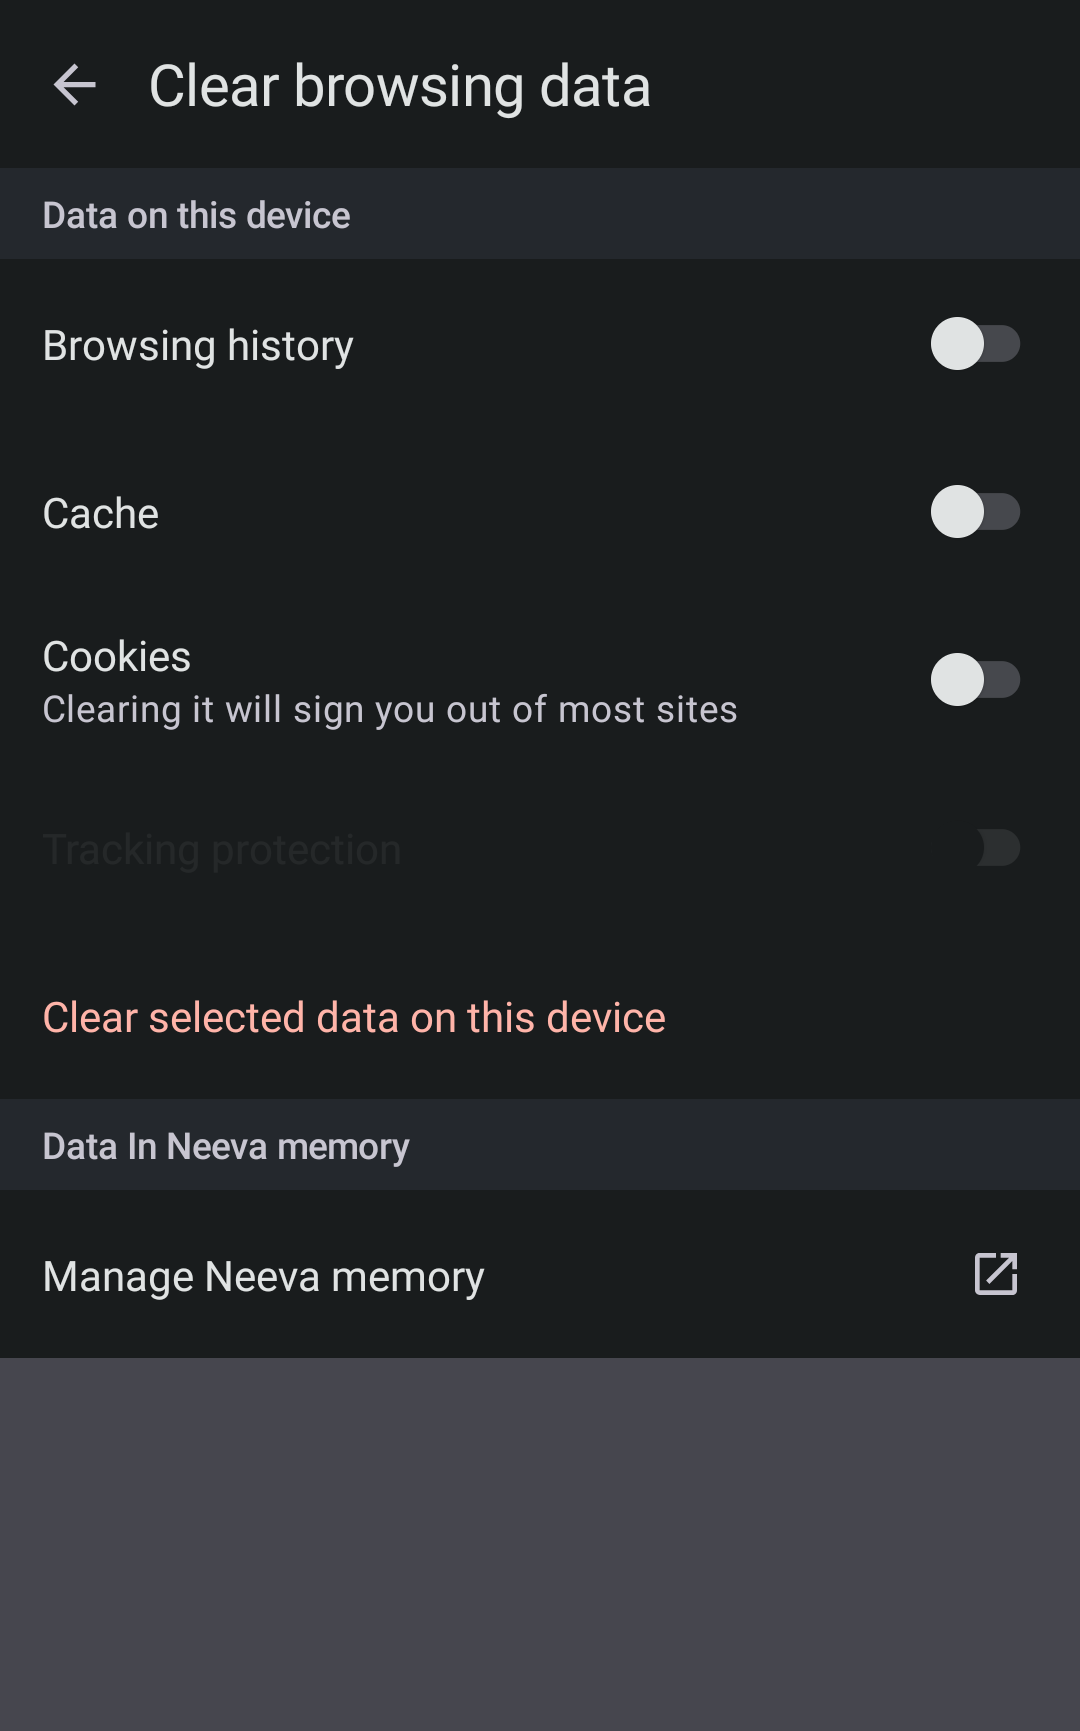 Clear browsing data
Data on this device
Browsing history
Cache
Cookies
Clearing it will sign you out of most sites
Tracking protection
Clear selected data on this device
Data In Neeva memory
Manage Neeva memory